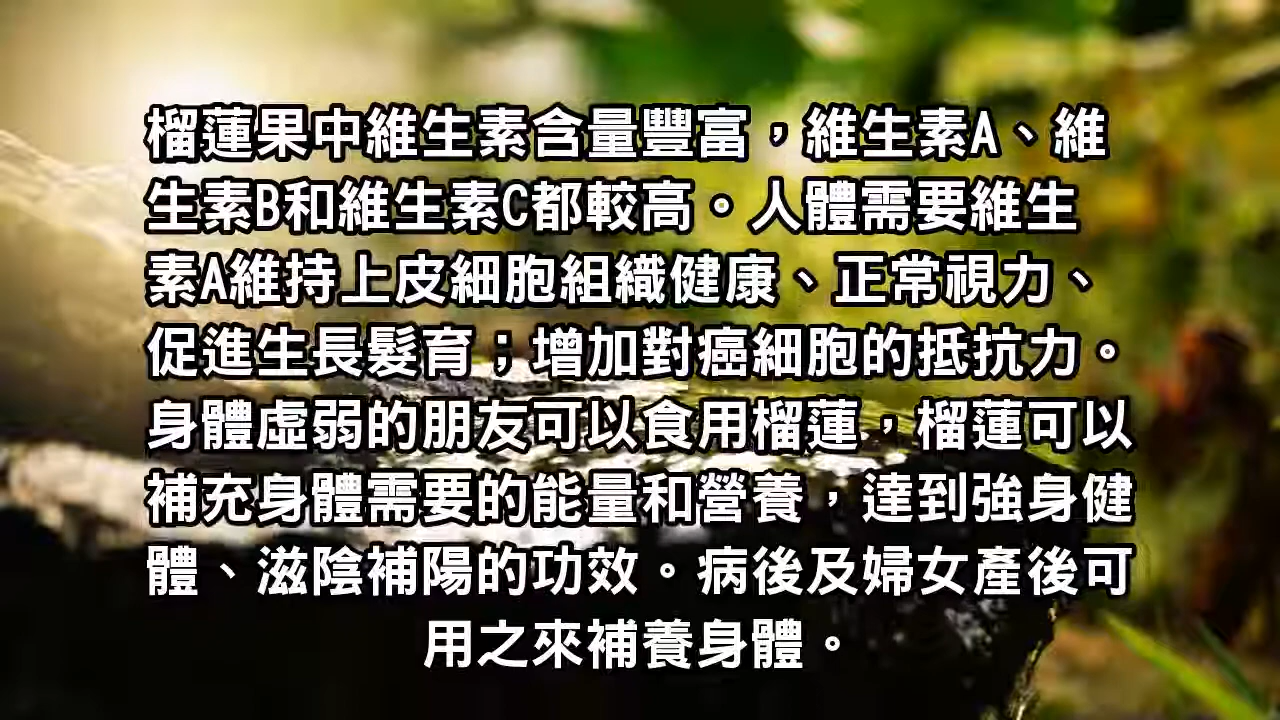 榴蓮果中維生素含量豐富，維生素A、維
生素B和維生素C都較高。人體需要維生
素A維持上皮細胞組織健康、正常視力、
促進生長髮育；增加對癌細胞的抵抗力。
身體虛弱的朋友可以食用榴蓮，榴蓮可以
補充身體需要的能量和營養，達到強身健
體、滋陰補陽的功效。病後及婦女產後可
用之來補養身體。